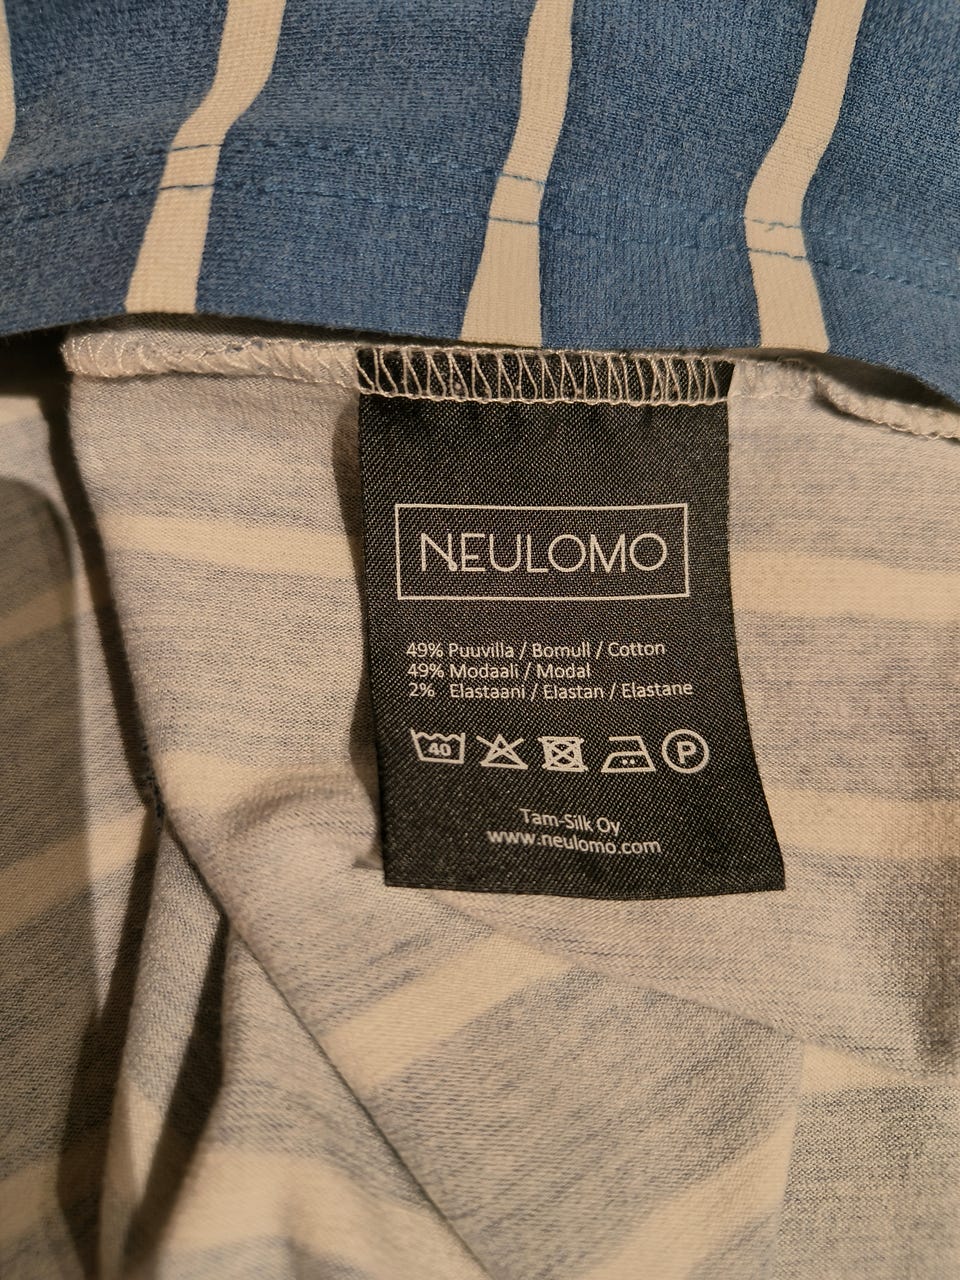 NEULOMO
49% Puuvilla / Bomull / Cotton
49% Modaali / Modal
2% Elastaani / Elastan / Elastane
40 P
Tam-Silk Oy
www.neulomo.com